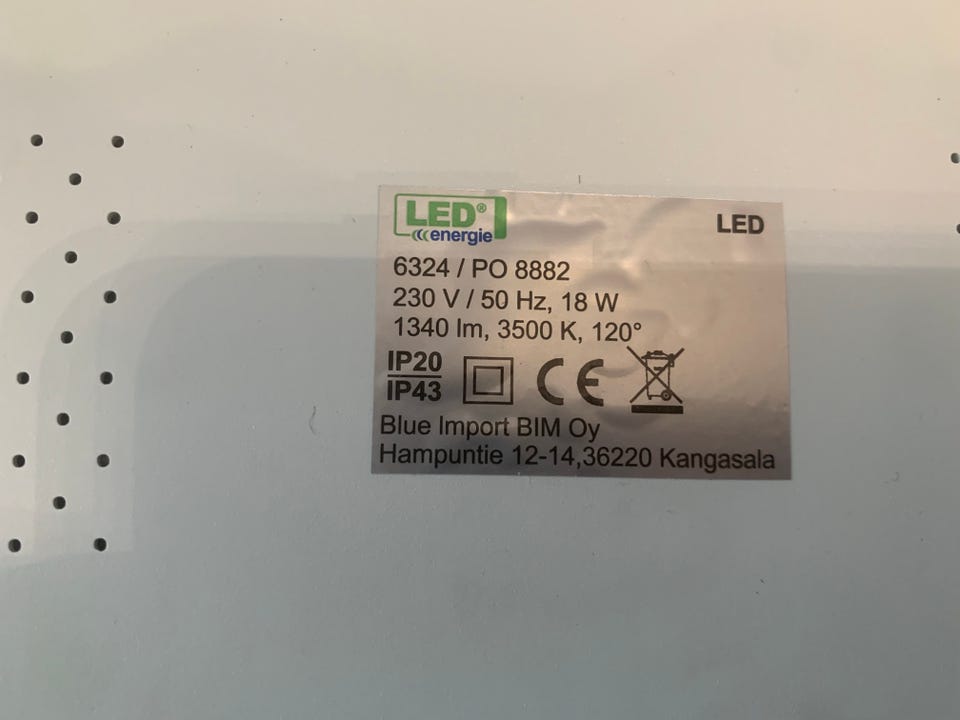 LED® energie
LED
6324 / PO 8882
230 V / 50 Hz, 18 W
1340 lm, 3500 K, 120°
IP20
IP43
CE
Blue Import BIM Oy
Hampuntie 12-14,36220 Kangasala